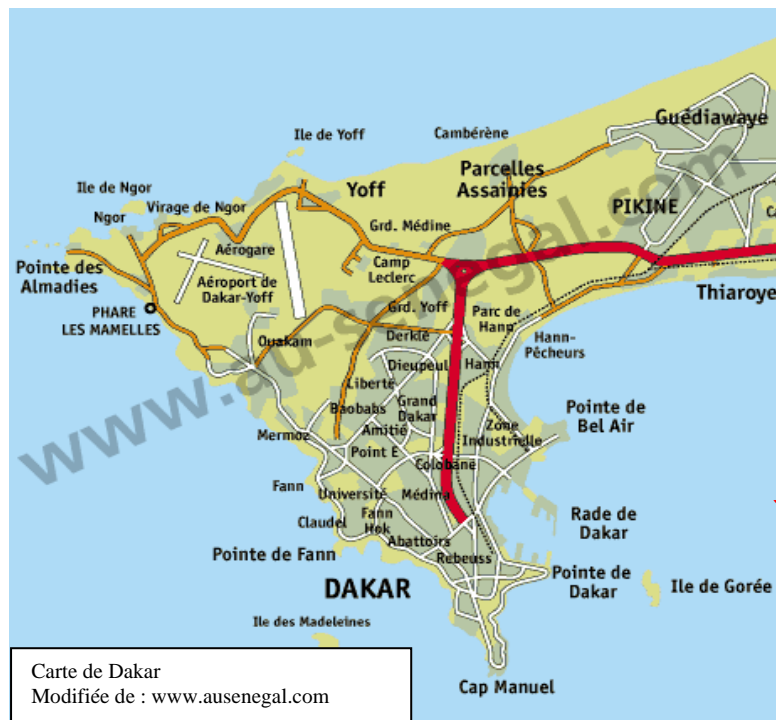 Guédiawaye
Ile de Yoff
Cambérène
Parcelles
Assainies
Ile de Ngor
Yoff
PIKINE
Ngor
Virage de Ngor
Grd. Médine
Aérogare
Pointe des
Almadies
Camp
Leclerc
Aéroport de
Dakar-Yoff
Thiaroye
PHARE
LES MAMELLES
Grd. Yoff
Parc de
Hann
Ouakam
Derklé
Hann-
Pêcheurs
Dieupeul
Hann
Liberté
Baobabs
Grand
Dakar
Pointe de
Bel Air
Amitié
Zone
Industrielle
Mermoz
Point E
Colobane
Fann
Université
Médina
Claudel
Fann
Hok
Rade de
Dakar
Abattoirs
Pointe de Fann
Rebeuss
Pointe de
Dakar
Ile de Gorée
DAKAR
Ile des Madeleines
Cap Manuel
www.au-senegal.com
Carte de Dakar
Modifiée de : www.ausenegal.com